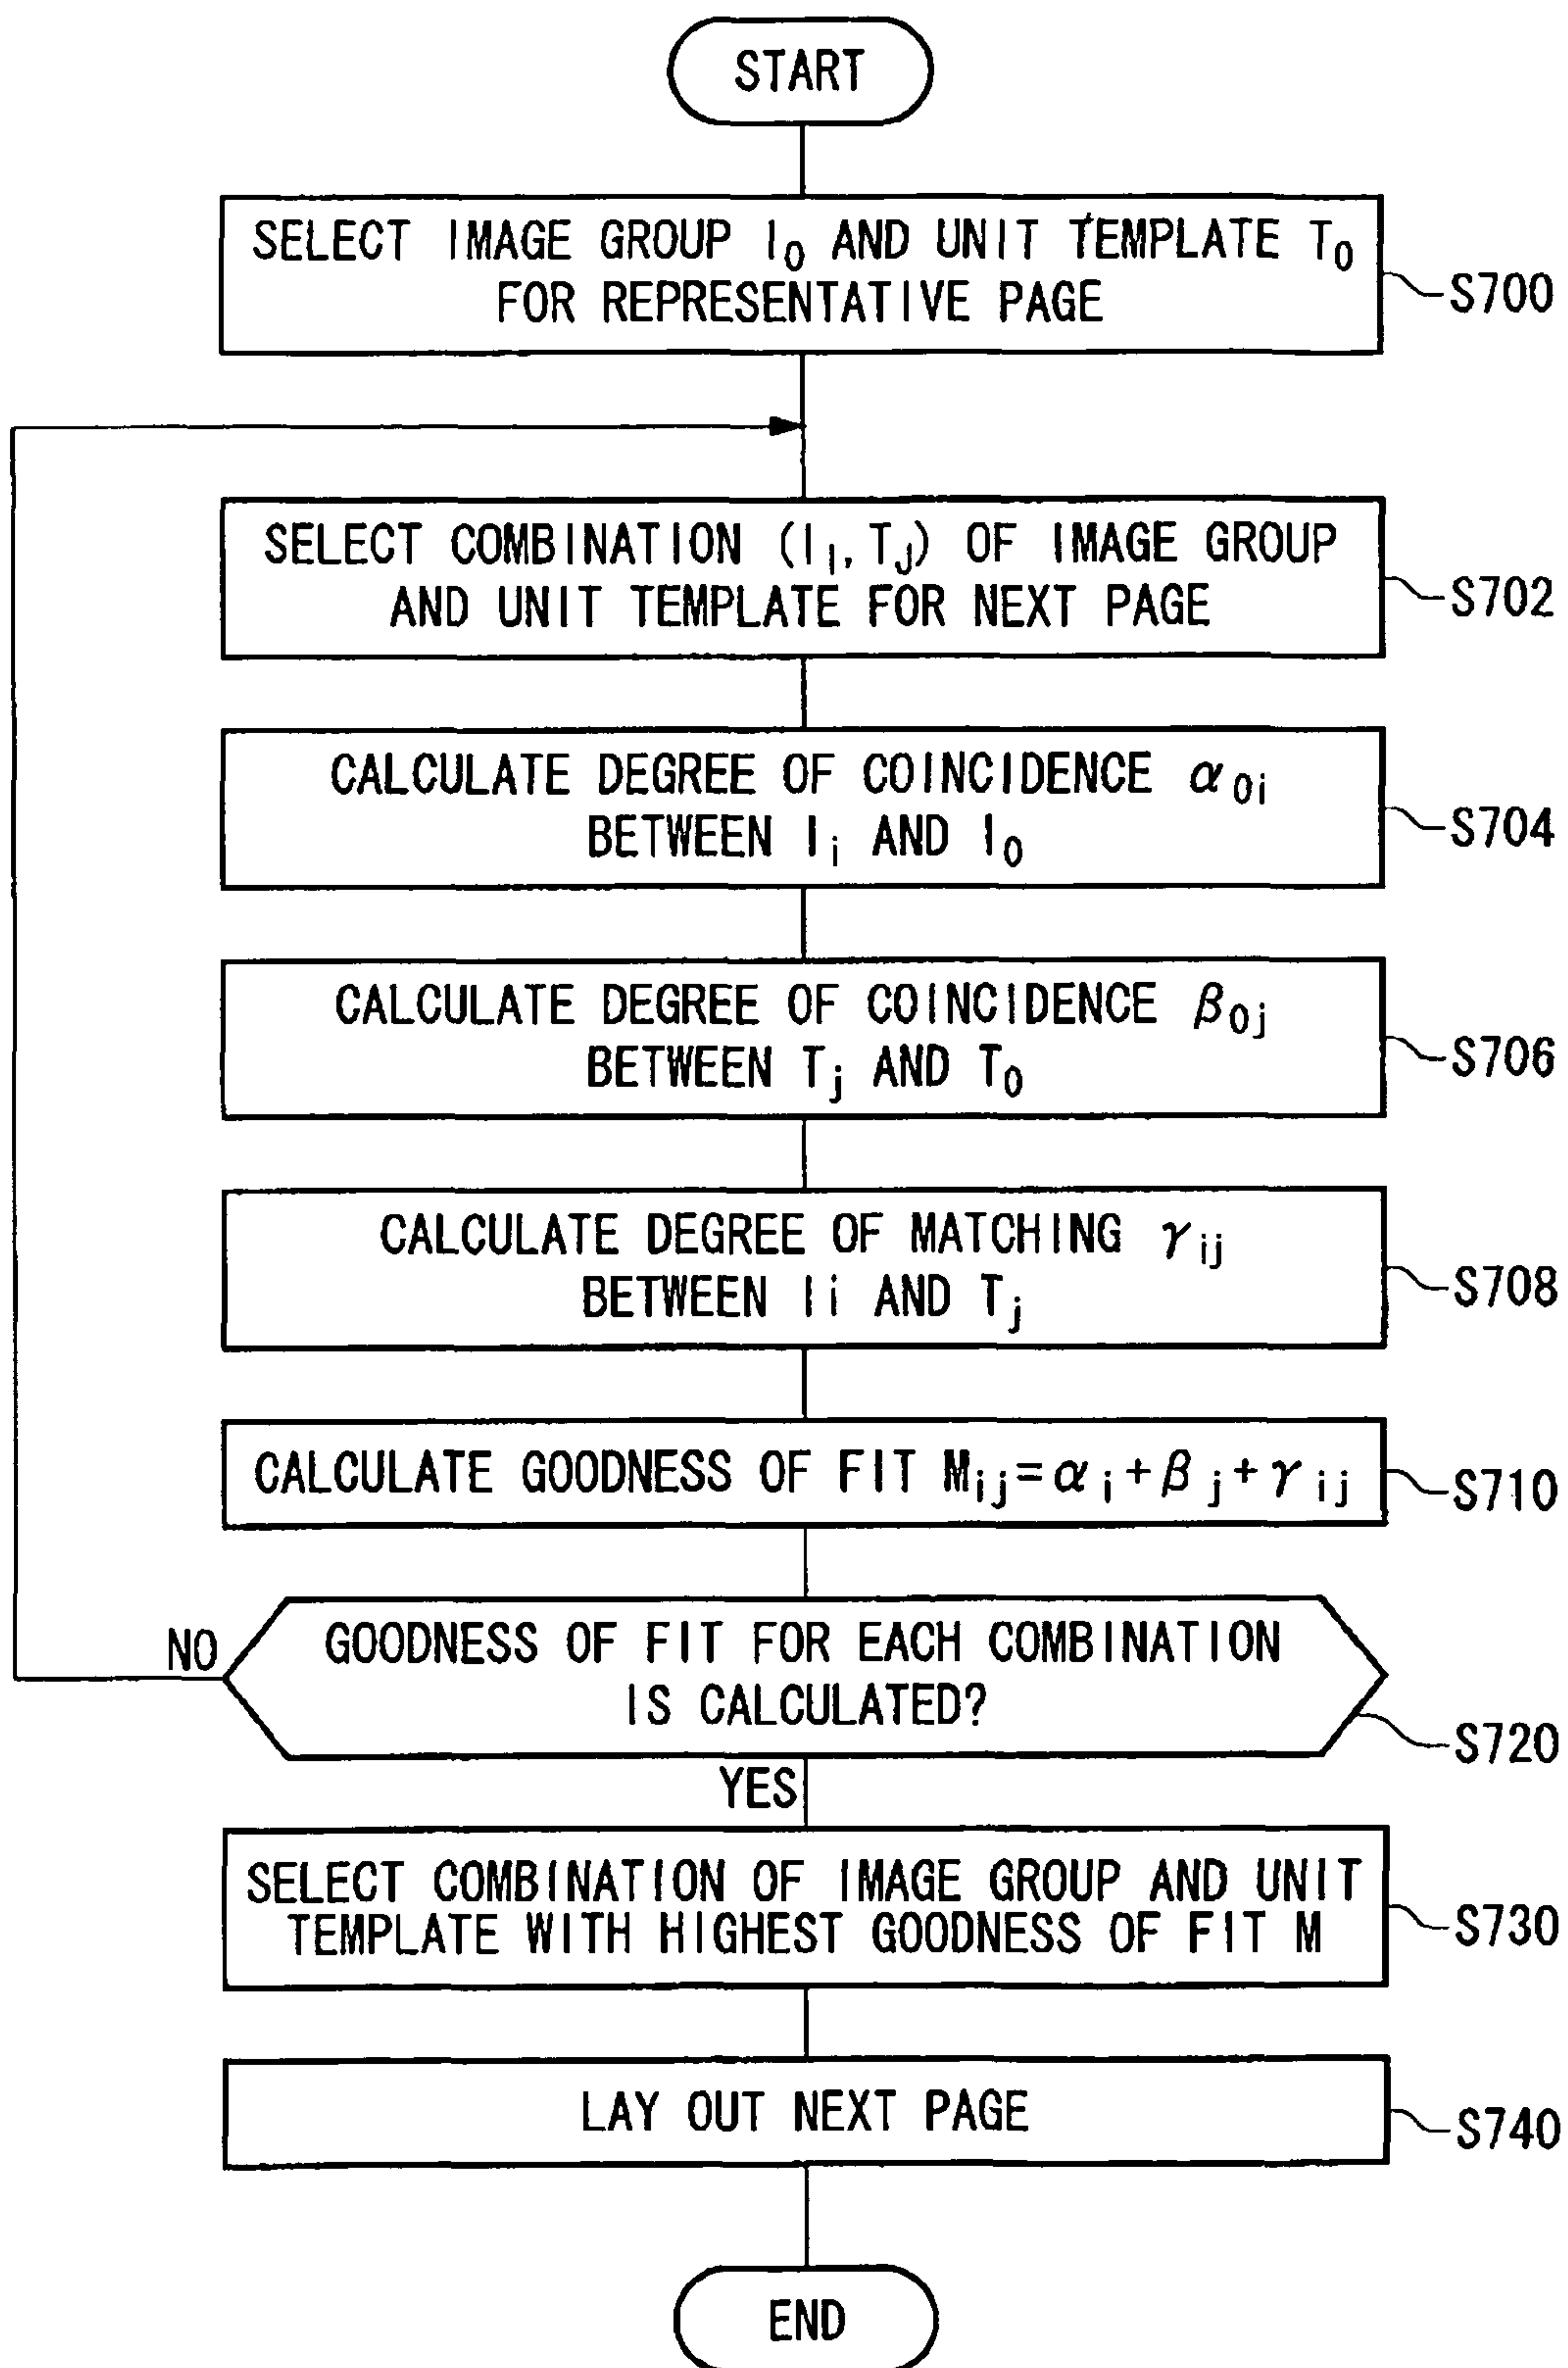 START
SELECT IMAGE GROUP I0 AND UNIT TEMPLATE T0
FOR REPRESENTATIVE PAGE
S700
SELECT COMBINATION (Ii, Tj) OF IMAGE GROUP
AND UNIT TEMPLATE FOR NEXT PAGE
S702
CALCULATE DEGREE OF COINCIDENCE α0i
BETWEEN Ii AND I0
S704
CALCULATE DEGREE OF COINCIDENCE β0j
BETWEEN Tj AND T0
S706
CALCULATE DEGREE OF MATCHING γij
BETWEEN Ii AND Tj
S708
CALCULATE GOODNESS OF FIT Mij=αi+βj+γij
S710
NO
GOODNESS OF FIT FOR EACH COMBINATION
IS CALCULATED?
S720
YES
SELECT COMBINATION OF IMAGE GROUP AND UNIT
TEMPLATE WITH HIGHEST GOODNESS OF FIT M
S730
LAY OUT NEXT PAGE
S740
END